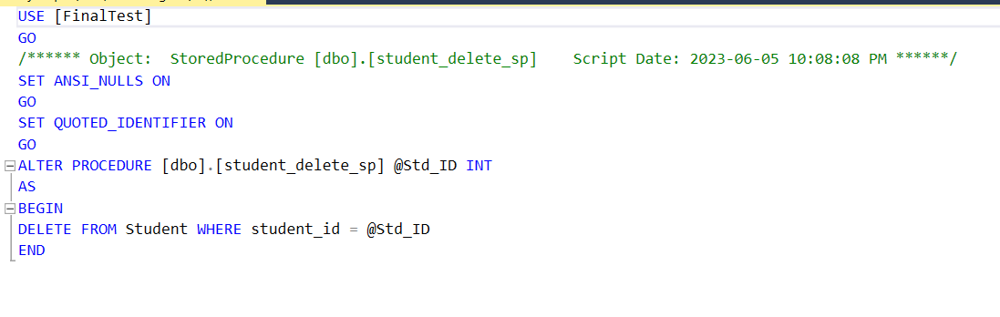 USE [FinalTest]
GO
/****** Object:  StoredProcedure [dbo].[student_delete_sp]    Script Date: 2023-06-05 10:08:08 PM ******/
SET ANSI_NULLS ON
GO
SET QUOTED_IDENTIFIER ON
GO
ALTER PROCEDURE [dbo].[student_delete_sp] @Std_ID INT
AS
BEGIN
DELETE FROM Student WHERE student_id = @Std_ID
END